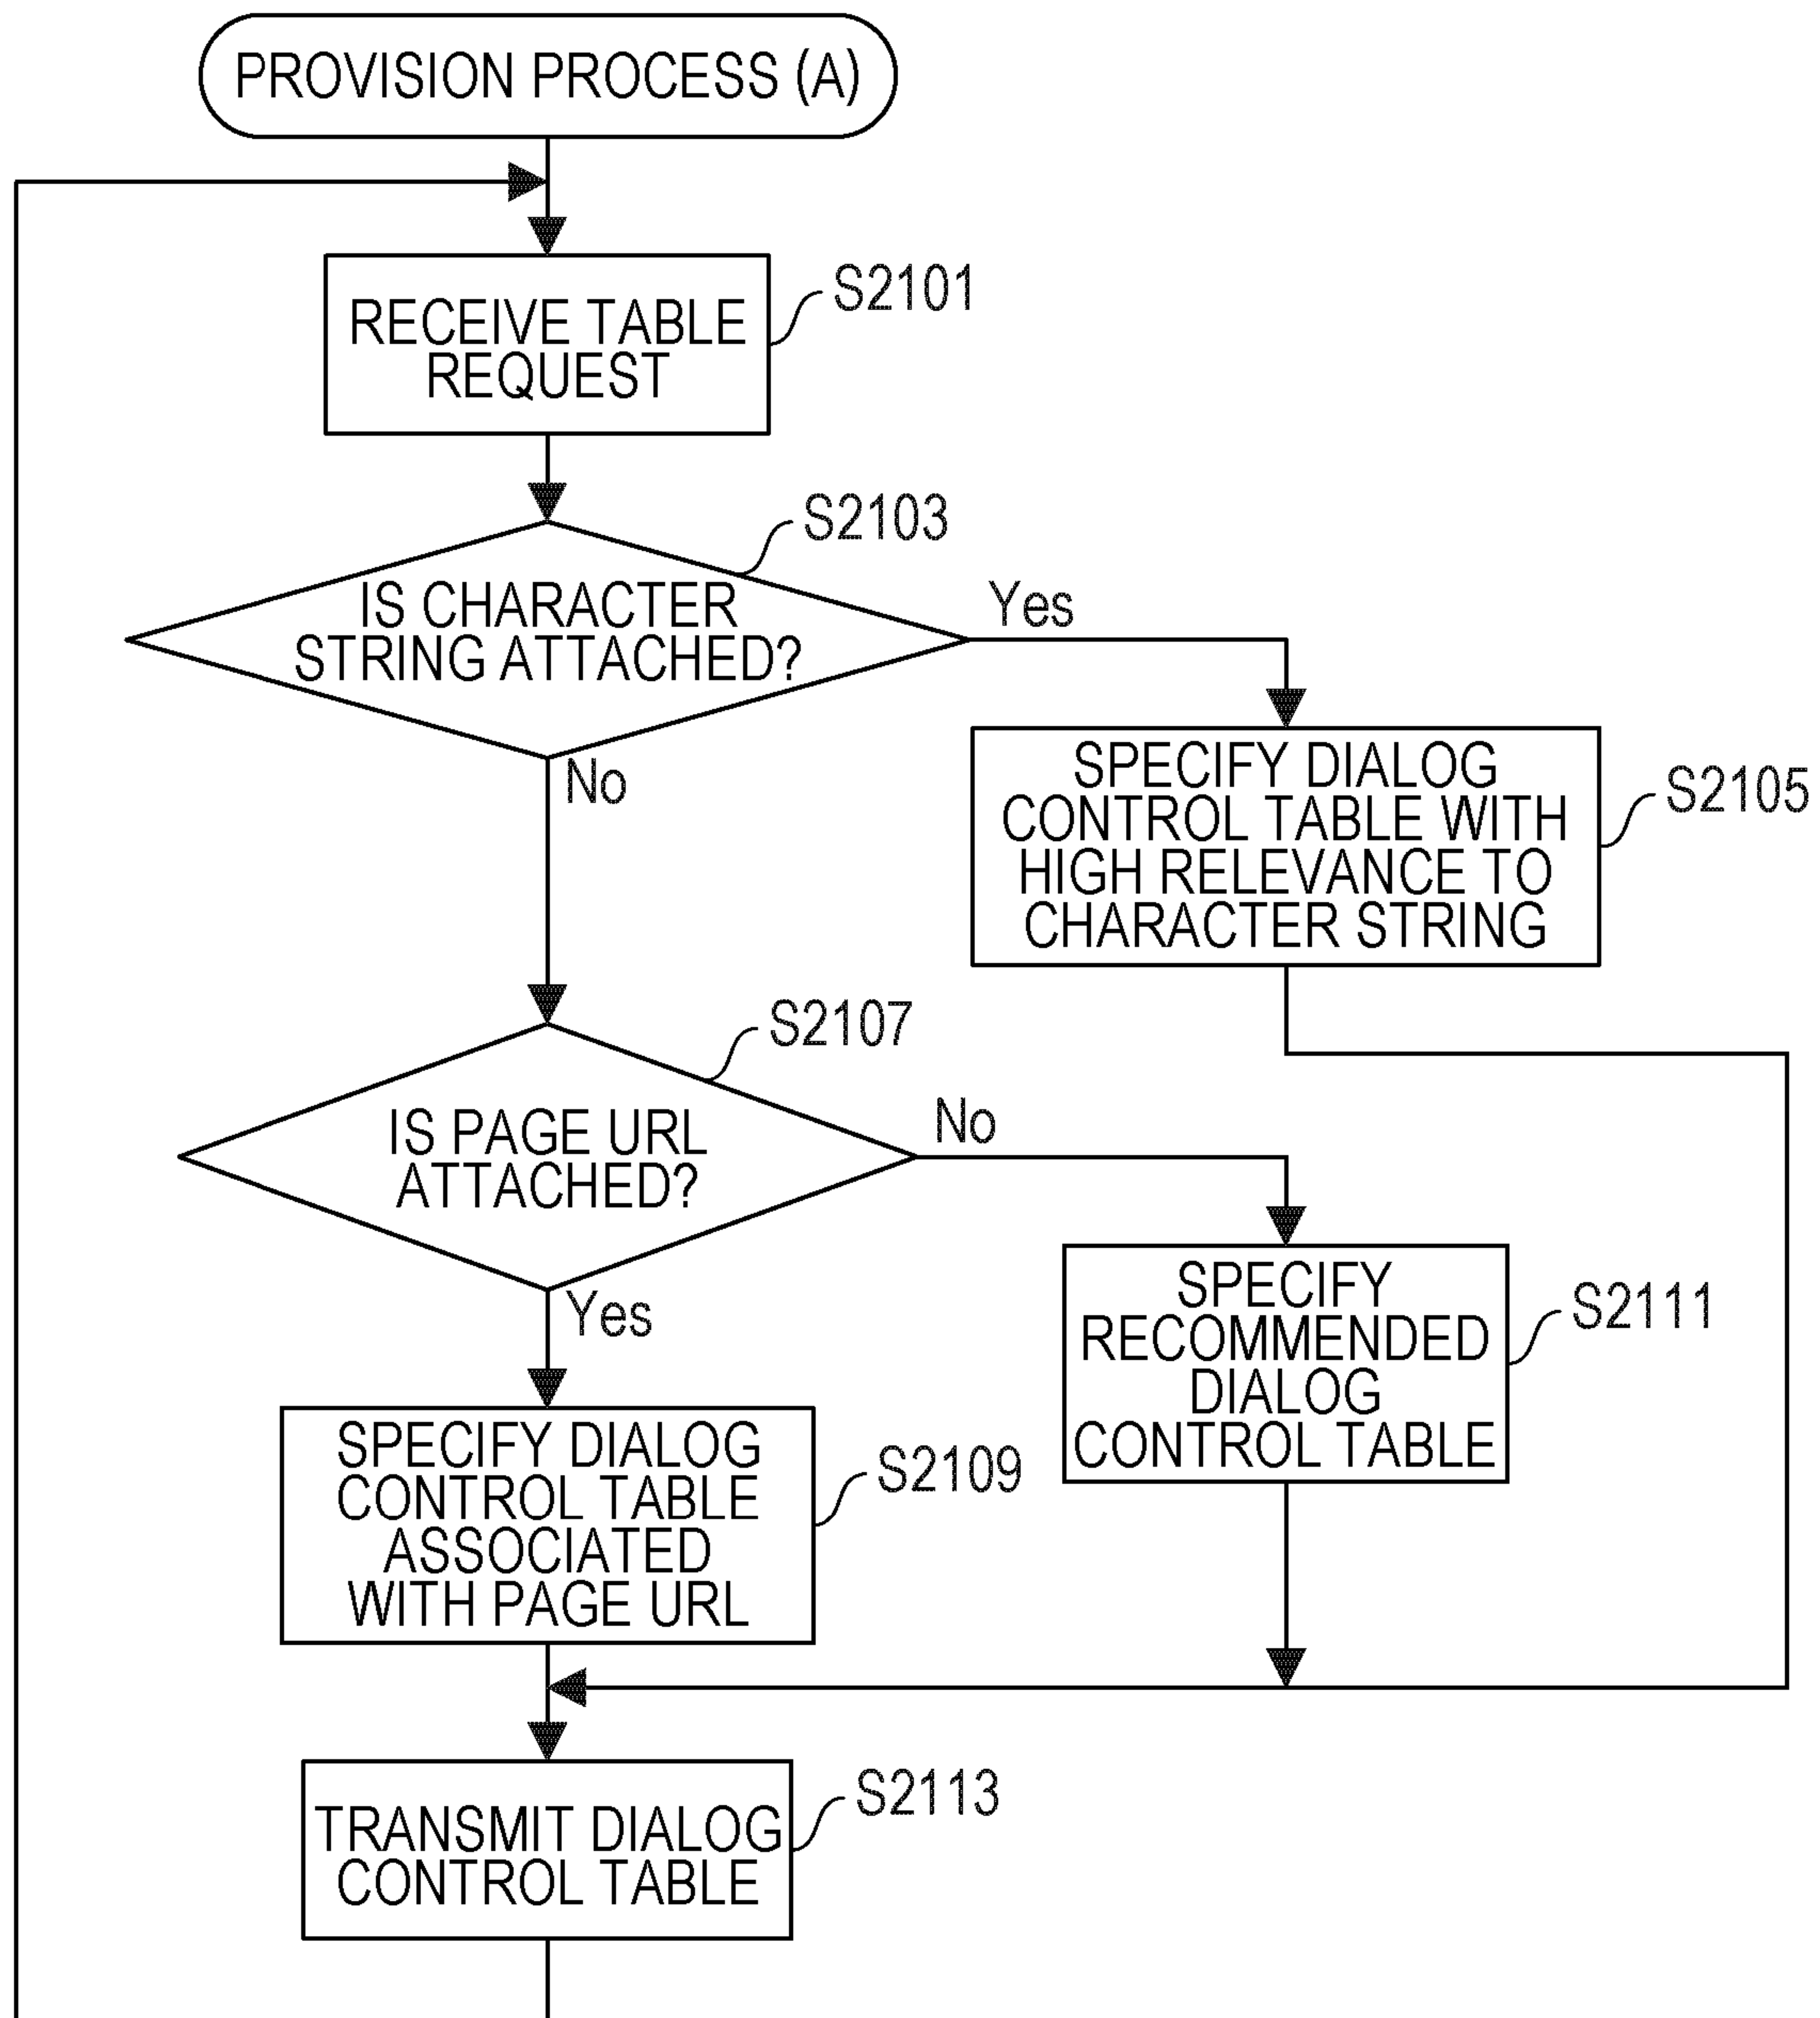 PROVISION PROCESS (A)
RECEIVE TABLE
REQUEST
S2101
IS CHARACTER
STRING ATTACHED?
S2103
Yes
No
SPECIFY DIALOG
CONTROL TABLE WITH
HIGH RELEVANCE TO
CHARACTER STRING
S2105
IS PAGE URL
ATTACHED?
S2107
No
Yes
SPECIFY
RECOMMENDED
DIALOG
CONTROL TABLE
S2111
SPECIFY DIALOG
CONTROL TABLE
ASSOCIATED
WITH PAGE URL
S2109
TRANSMIT DIALOG
CONTROL TABLE
S2113